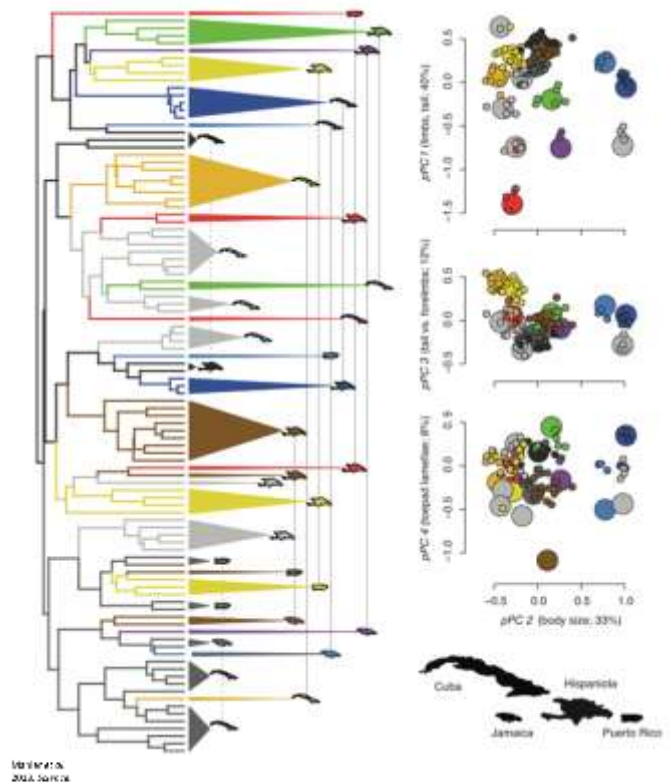 0.5
0.0
−0.5
−1.0
−1.5
pPC 1 (limbs, tail; 40%)
0.5
0.0
−0.5
pPC 3 (tail vs. forelimbs; 12%)
0.5
0.0
−0.5
−1.0
pPC 4 (toepad lamellae; 8%)
−0.5 0.0 0.5 1.0
pPC 2 (body size; 33%)
Cuba
Hispaniola
Jamaica
Puerto Rico